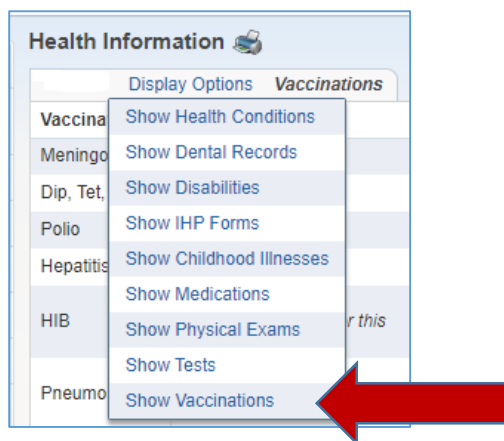 Health Information
Display Options Vaccinations
Show Health Conditions
Show Dental Records
Show Disabilities
Show IHP Forms
Show Childhood Illnesses
Show Medications
Show Physical Exams
Show Tests
Show Vaccinations
Vaccina
Meningo
Dip, Tet,
Polio
Hepatitis
HIB r this
Pneumo